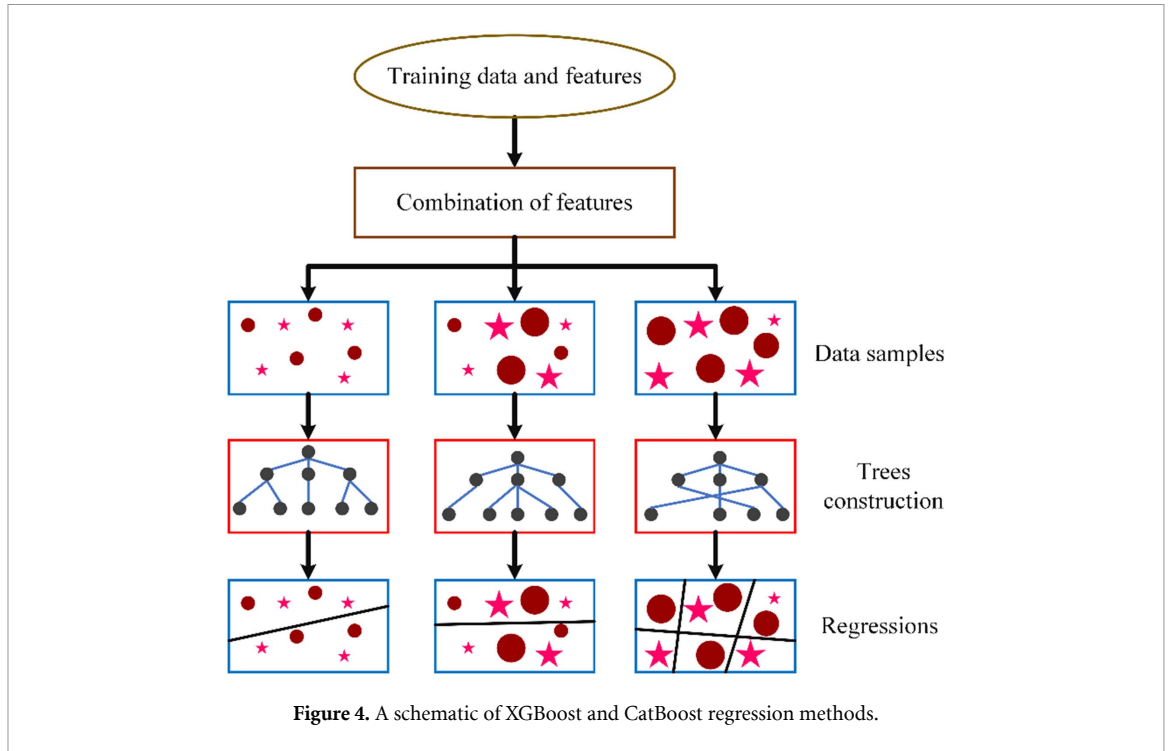 Training data and features
Combination of features
Data samples
Trees
construction
Regressions
Figure 4. A schematic of XGBoost and CatBoost regression methods.